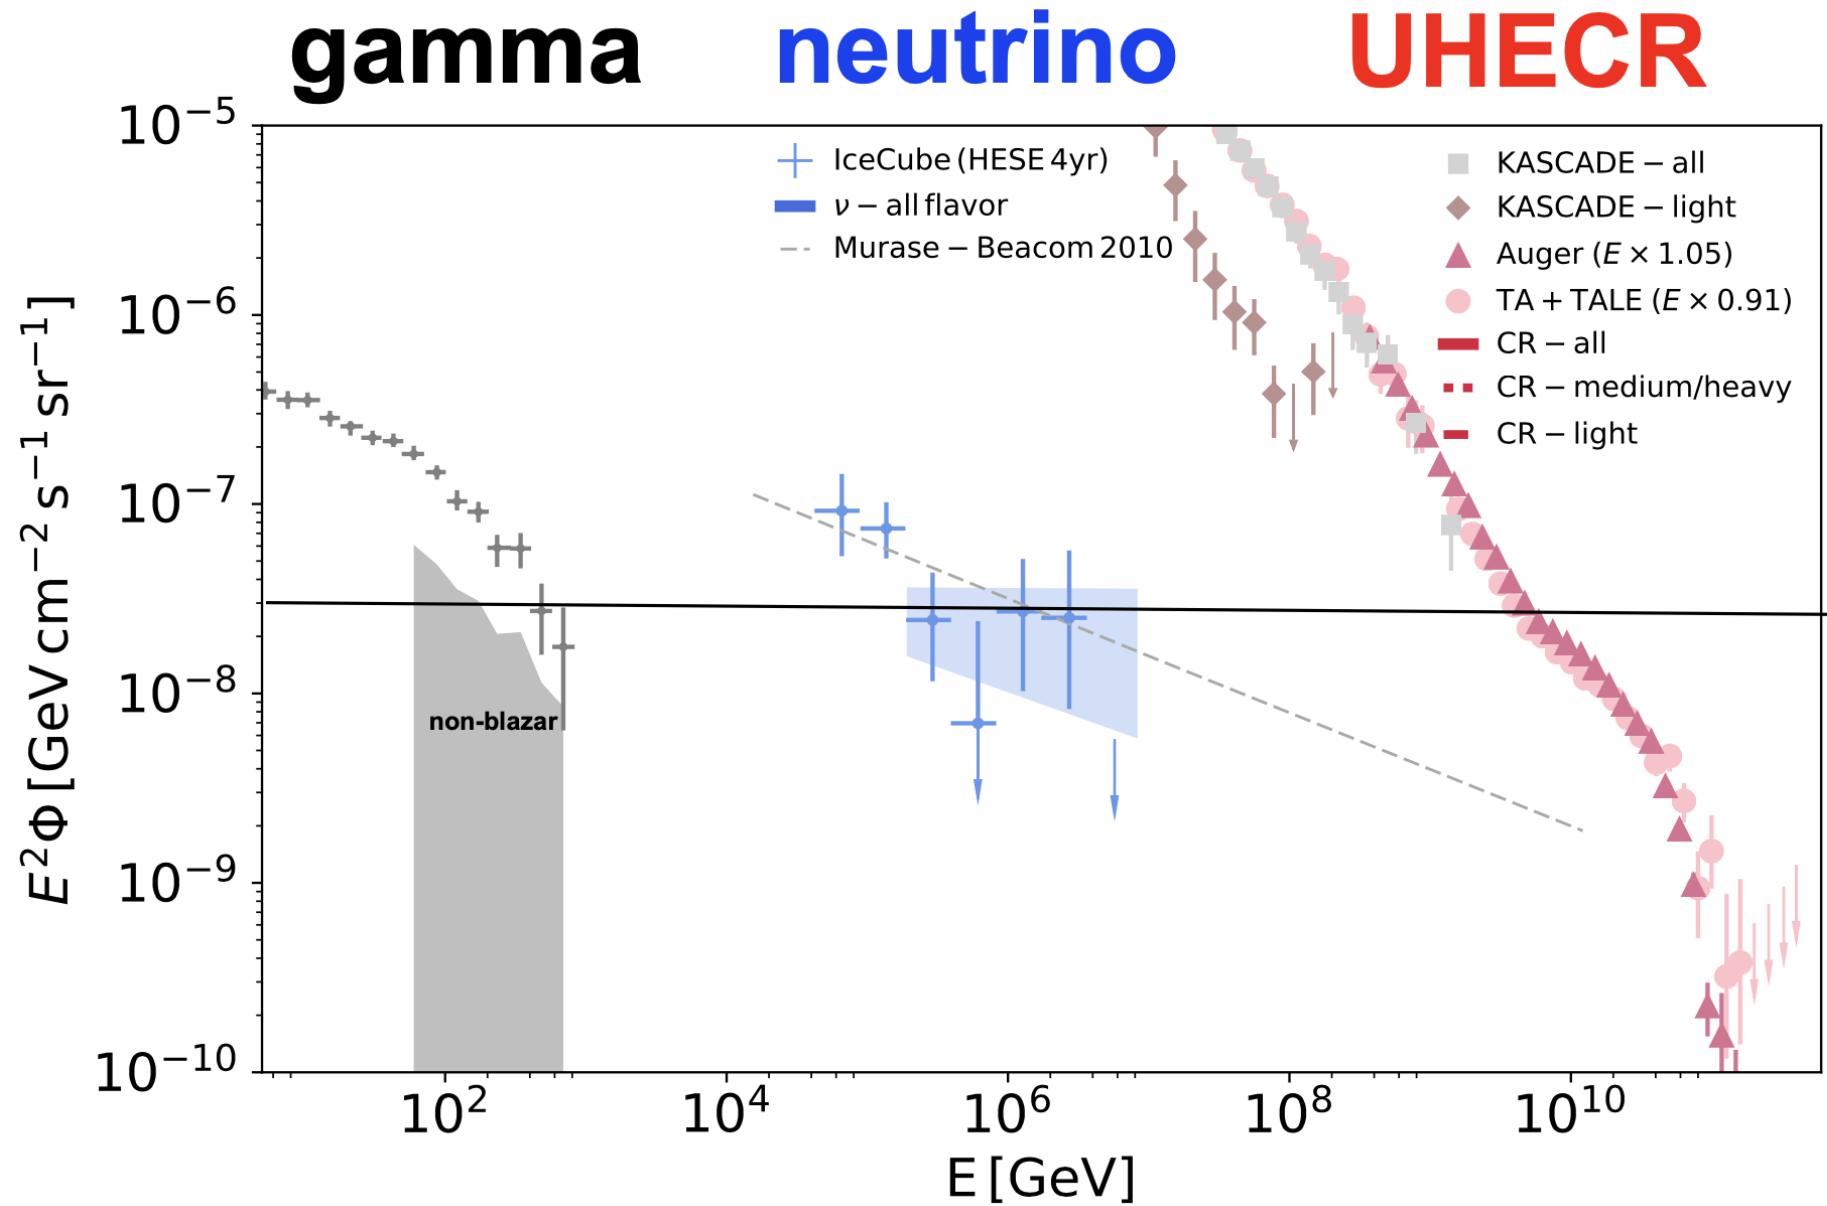 gamma neutrino UHECR
10⁻⁵
10⁻⁶
10⁻⁷
10⁻⁸
10⁻⁹
10⁻¹⁰
E²Φ [GeV cm⁻² s⁻¹ sr⁻¹]
IceCube (HESE 4yr)
ν − all flavor
Murase − Beacom 2010
KASCADE − all
KASCADE − light
Auger (E × 1.05)
TA + TALE (E × 0.91)
CR − all
CR − medium/heavy
CR − light
non-blazar
10² 10⁴ 10⁶ 10⁸ 10¹⁰
E [GeV]